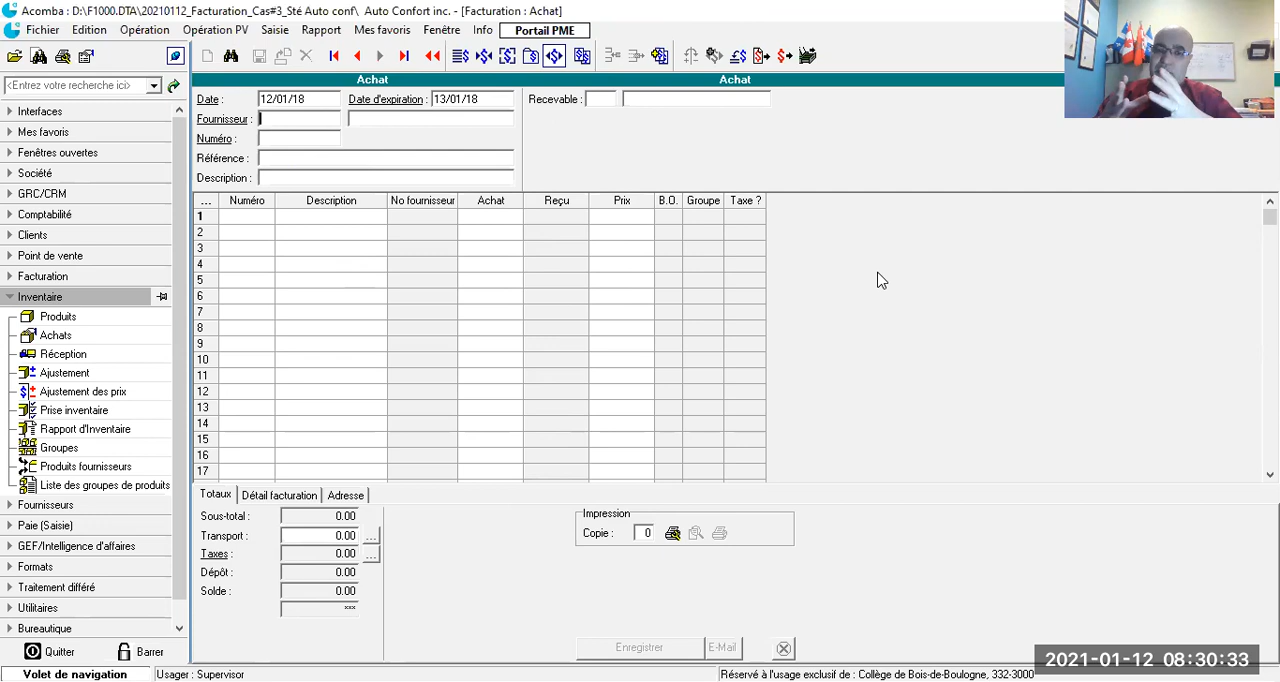 Acomba : D:\F1000.DTA\20210112_Facturation_Cas#3_Sté Auto conf\ Auto Confort inc. - [Facturation : Achat]
Fichier Edition Opération Opération PV Saisie Rapport Mes favoris Fenêtre Info Portail PME
<Entrez votre recherche ici>
Achat Achat
Date : 12/01/18 Date d'expiration : 13/01/18 Recevable :
Fournisseur :
Numéro :
Référence :
Description :
... Numéro Description No fournisseur Achat Reçu Prix B.O. Groupe Taxe ?
1
2
3
4
5
6
7
8
9
10
11
12
13
14
15
16
17
Interfaces
Mes favoris
Fenêtres ouvertes
Société
GRC/CRM
Comptabilité
Clients
Point de vente
Facturation
Inventaire
Produits
Achats
Réception
Ajustement
Ajustement des prix
Prise inventaire
Rapport d'Inventaire
Groupes
Produits fournisseurs
Liste des groupes de produits
Fournisseurs
Paie (Saisie)
GEF/Intelligence d'affaires
Formats
Traitement différé
Utilitaires
Bureautique
Quitter Barrer
Totaux Détail facturation Adresse
Sous-total : 0.00
Transport : 0.00 ...
Taxes : 0.00 ...
Dépôt : 0.00
Solde : 0.00
***
Impression
Copie : 0
Enregistrer E-Mail
2021-01-12 08:30:33
Volet de navigation Usager : Supervisor Réservé à l'usage exclusif de : Collège de Bois-de-Boulogne, 332-3000